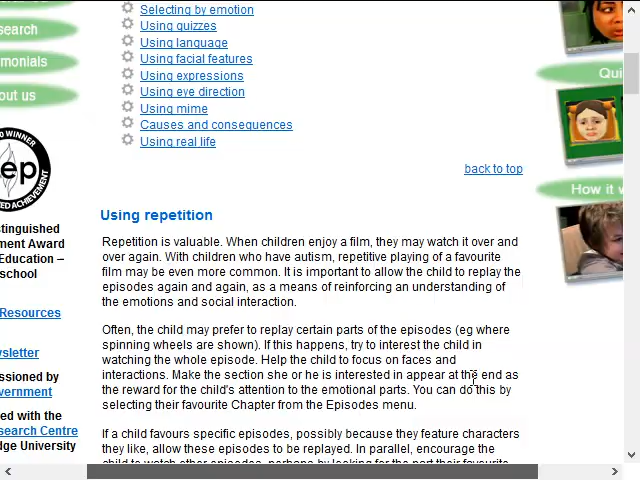 Selecting by emotion
Using quizzes
Using language
Using facial features
Using expressions
Using eye direction
Using mime
Causes and consequences
Using real life
back to top
Using repetition
Repetition is valuable. When children enjoy a film, they may watch it over and
over again. With children who have autism, repetitive playing of a favourite
film may be even more common. It is important to allow the child to replay the
episodes again and again, as a means of reinforcing an understanding of
the emotions and social interaction.
Often, the child may prefer to replay certain parts of the episodes (eg where
spinning wheels are shown). If this happens, try to interest the child in
watching the whole episode. Help the child to focus on faces and
interactions. Make the section she or he is interested in appear at the end as
the reward for the child's attention to the emotional parts. You can do this by
selecting their favourite Chapter from the Episodes menu.
If a child favours specific episodes, possibly because they feature characters
they like, allow these episodes to be replayed. In parallel, encourage the
child to watch other episodes, perhaps by looking for the part their favourite
earch
monials
out us
0 WINNER
ep
ACHIEVEMENT
stinguished
ment Award
Education –
school
Resources
vsletter
ssioned by
vernment
ed with the
search Centre
dge University
Qui
How it w